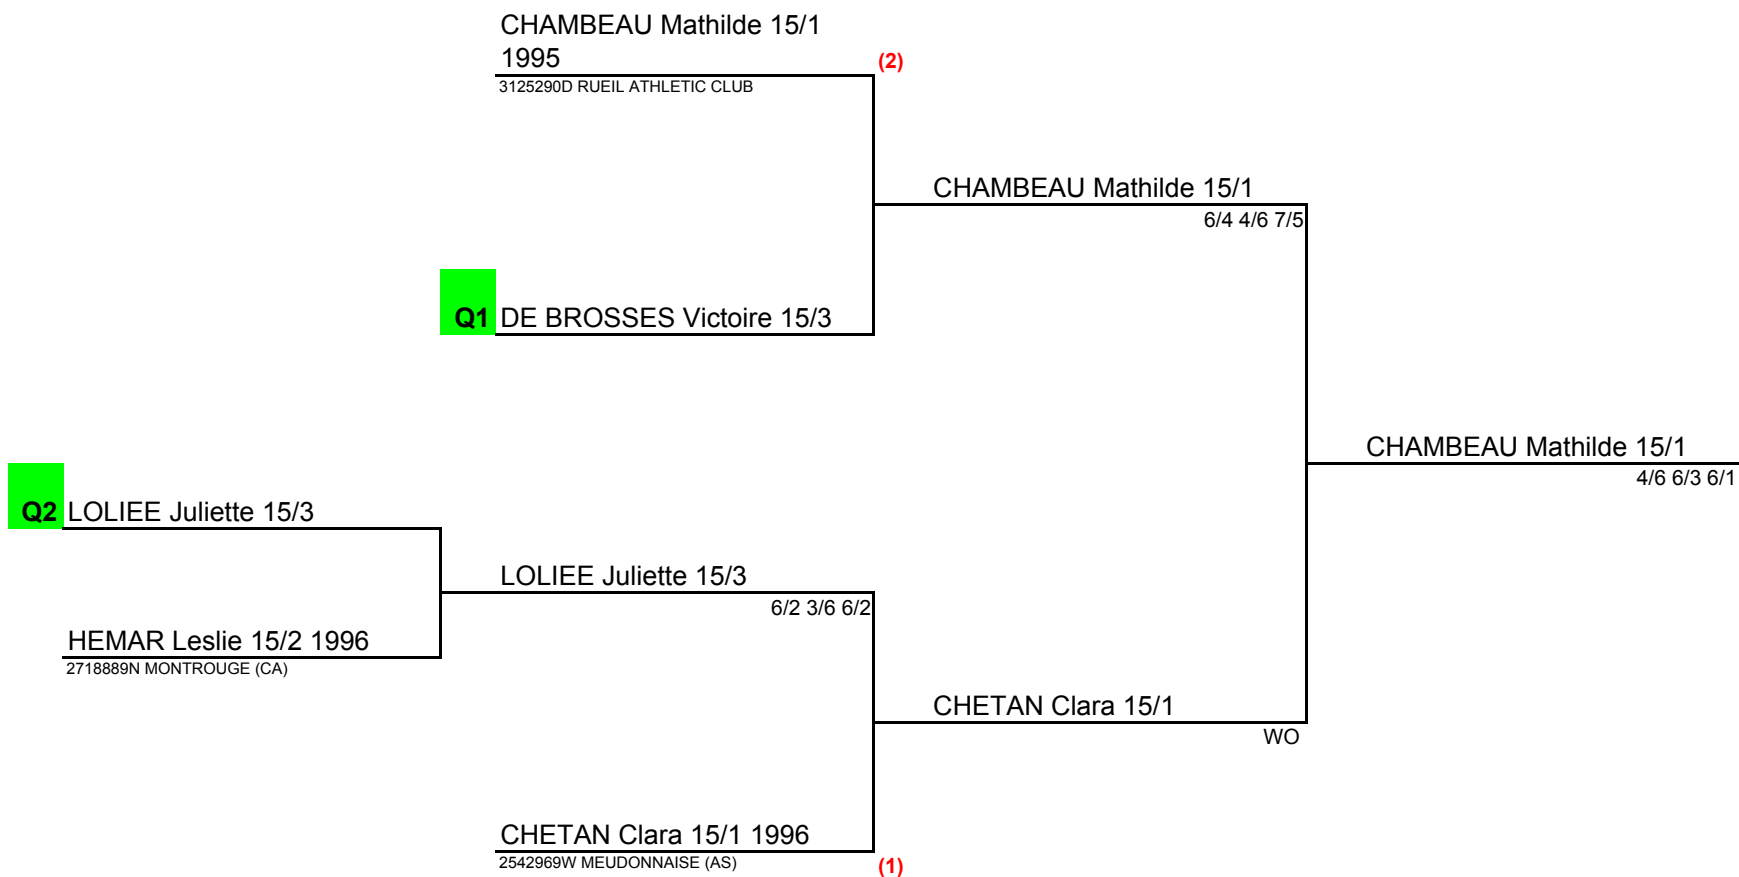 CHAMBEAU Mathilde 15/1
1995
(2)
3125290D RUEIL ATHLETIC CLUB
CHAMBEAU Mathilde 15/1
6/4 4/6 7/5
Q1 DE BROSSES Victoire 15/3
CHAMBEAU Mathilde 15/1
4/6 6/3 6/1
Q2 LOLIEE Juliette 15/3
LOLIEE Juliette 15/3
6/2 3/6 6/2
HEMAR Leslie 15/2 1996
2718889N MONTROUGE (CA)
CHETAN Clara 15/1
WO
CHETAN Clara 15/1 1996
2542969W MEUDONNAISE (AS)
(1)